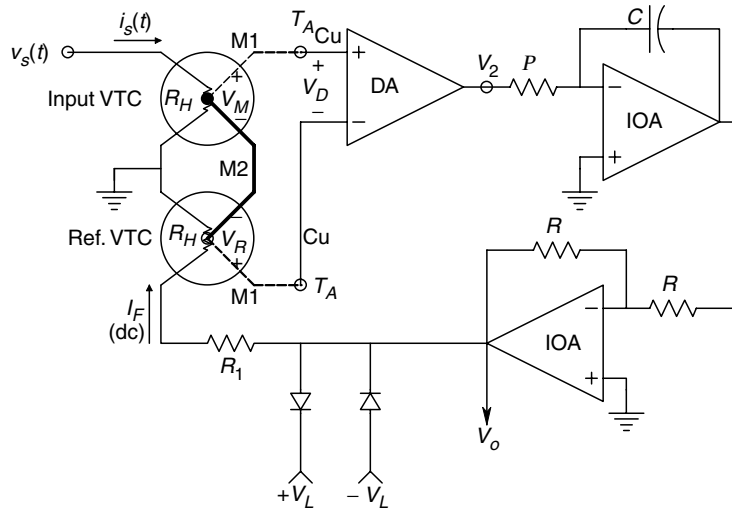 i_s(t)
v_s(t)
M1
T_A
Cu
+
+
V_D
DA
−
−
V_2
P
C
−
IOA
+
Input VTC
R_H
+
V_M
−
M2
Ref. VTC
R_H
−
V_R
+
M1
Cu
T_A
I_F
(dc)
R_1
R
R
−
IOA
+
V_o
+V_L
− V_L